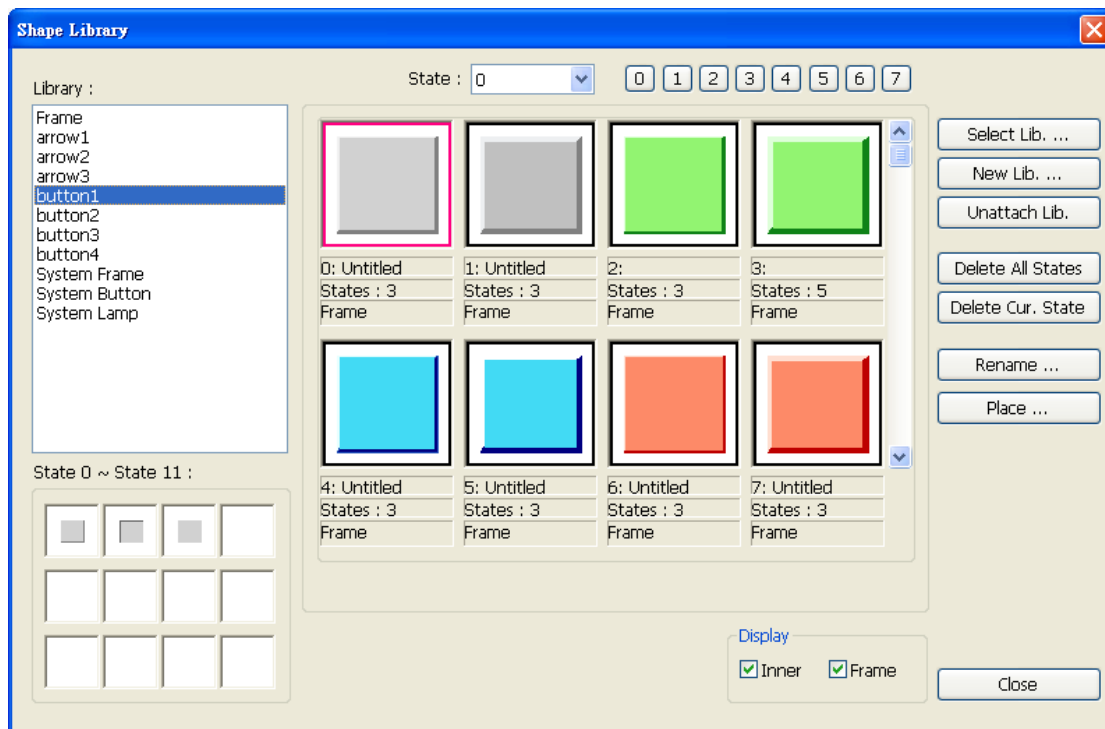 Shape Library
Library :
State : 0
0 1 2 3 4 5 6 7
Frame
arrow1
arrow2
arrow3
button1
button2
button3
button4
System Frame
System Button
System Lamp
0: Untitled 1: Untitled 2: 3:
States : 3 States : 3 States : 3 States : 5
Frame Frame Frame Frame
4: Untitled 5: Untitled 6: Untitled 7: Untitled
States : 3 States : 3 States : 3 States : 3
Frame Frame Frame Frame
Select Lib. ...
New Lib. ...
Unattach Lib.
Delete All States
Delete Cur. State
Rename ...
Place ...
State 0 ~ State 11 :
Display
Inner Frame
Close